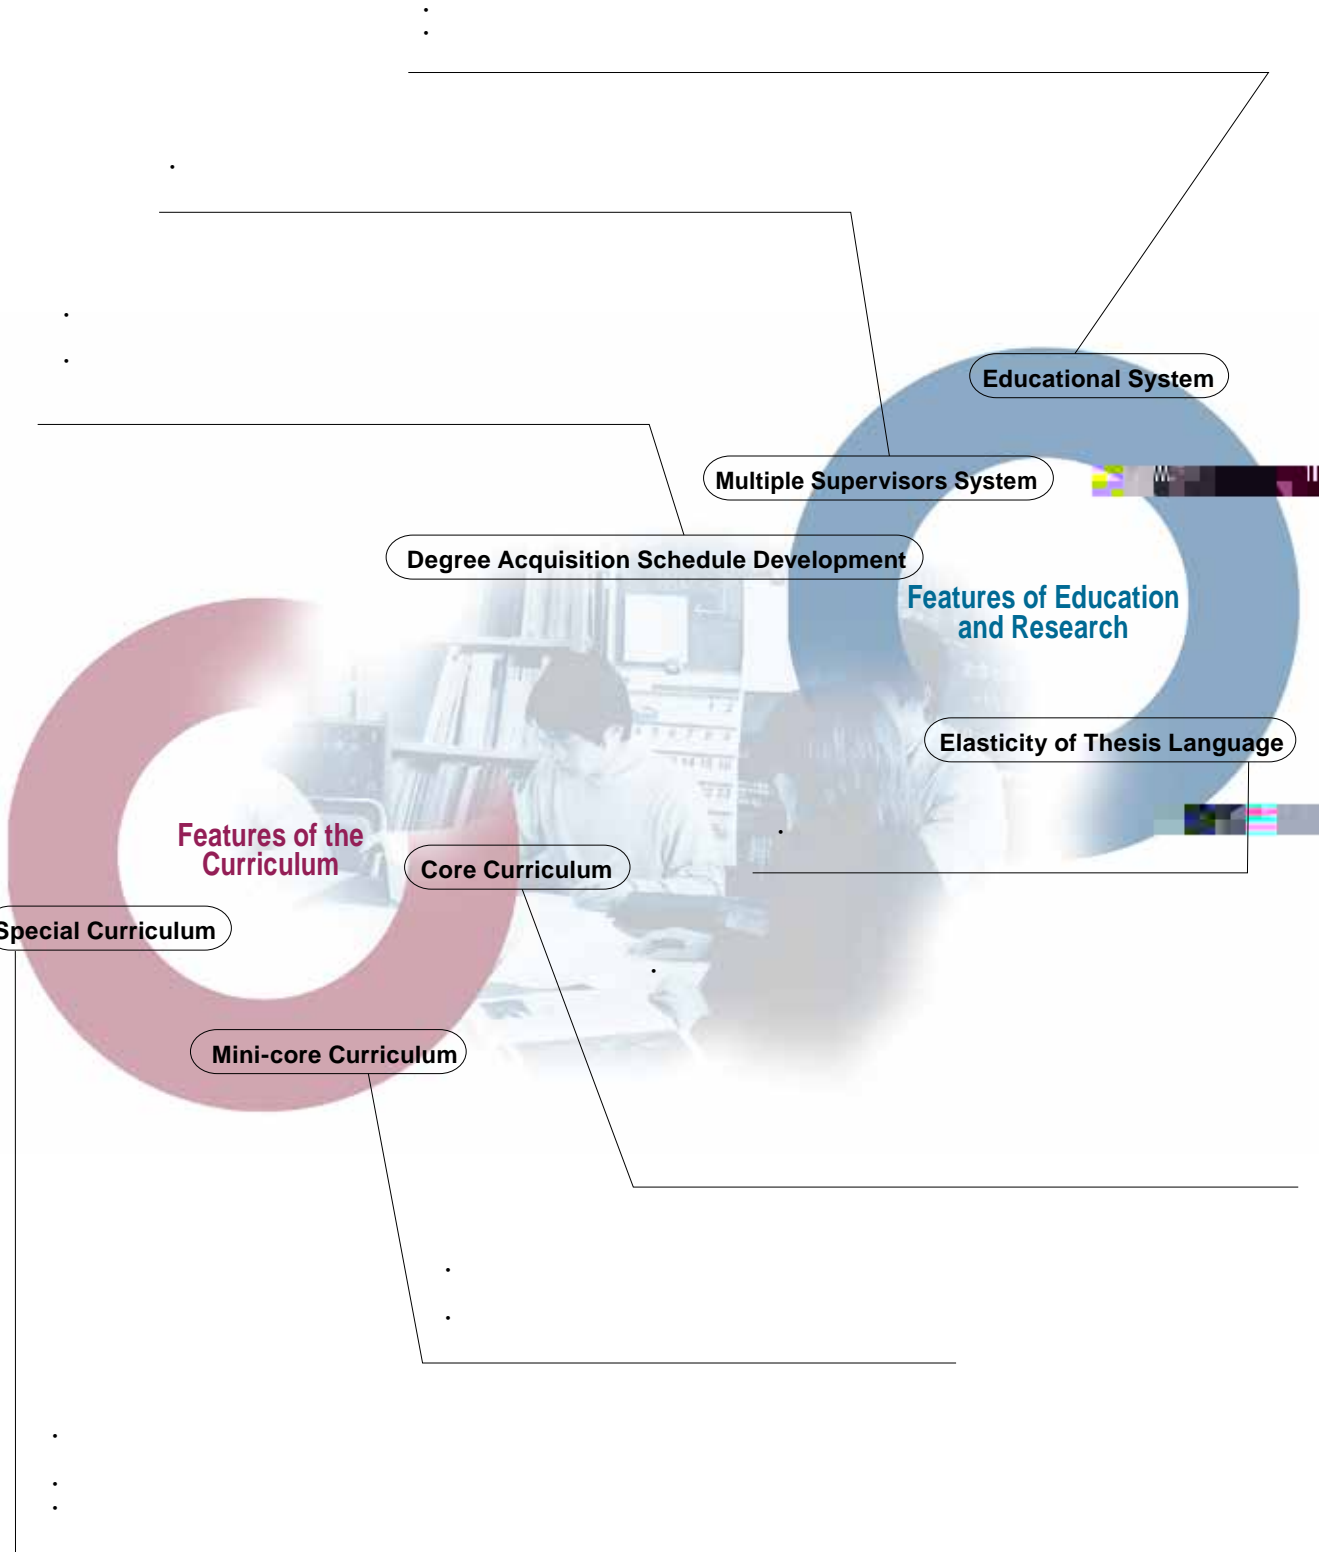 Educational System
Multiple Supervisors System
Degree Acquisition Schedule Development
Features of Education
and Research
Elasticity of Thesis Language
Features of the
Curriculum
Core Curriculum
Special Curriculum
Mini-core Curriculum